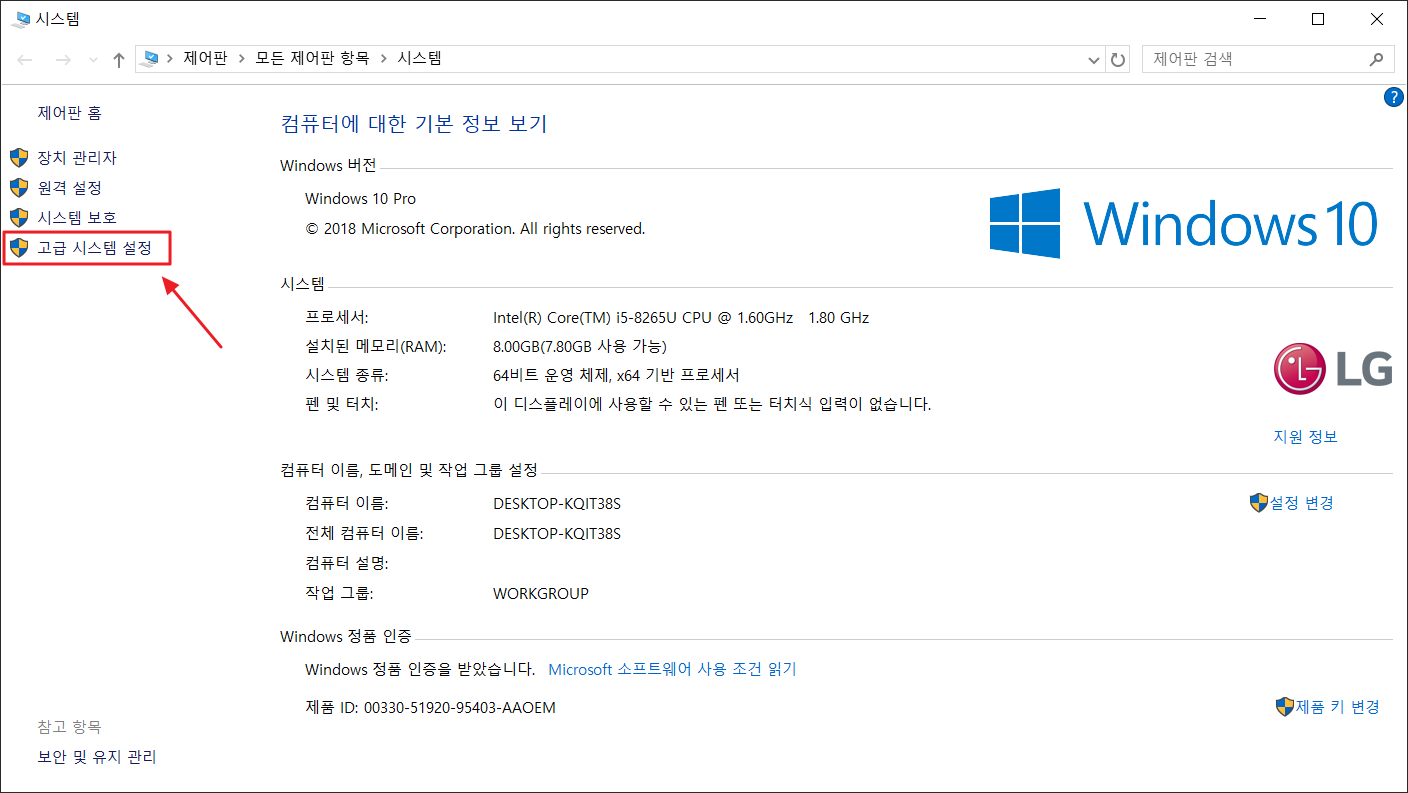 시스템
제어판 > 모든 제어판 항목 > 시스템
제어판 검색
?
제어판 홈
장치 관리자
원격 설정
시스템 보호
고급 시스템 설정
컴퓨터에 대한 기본 정보 보기
Windows 버전
Windows 10 Pro
© 2018 Microsoft Corporation. All rights reserved.
Windows 10
시스템
프로세서: Intel(R) Core(TM) i5-8265U CPU @ 1.60GHz 1.80 GHz
설치된 메모리(RAM): 8.00GB(7.80GB 사용 가능)
시스템 종류: 64비트 운영 체제, x64 기반 프로세서
펜 및 터치: 이 디스플레이에 사용할 수 있는 펜 또는 터치식 입력이 없습니다.
LG
지원 정보
컴퓨터 이름, 도메인 및 작업 그룹 설정
컴퓨터 이름: DESKTOP-KQIT38S
설정 변경
전체 컴퓨터 이름: DESKTOP-KQIT38S
컴퓨터 설명:
작업 그룹: WORKGROUP
Windows 정품 인증
Windows 정품 인증을 받았습니다. Microsoft 소프트웨어 사용 조건 읽기
제품 ID: 00330-51920-95403-AAOEM
제품 키 변경
참고 항목
보안 및 유지 관리